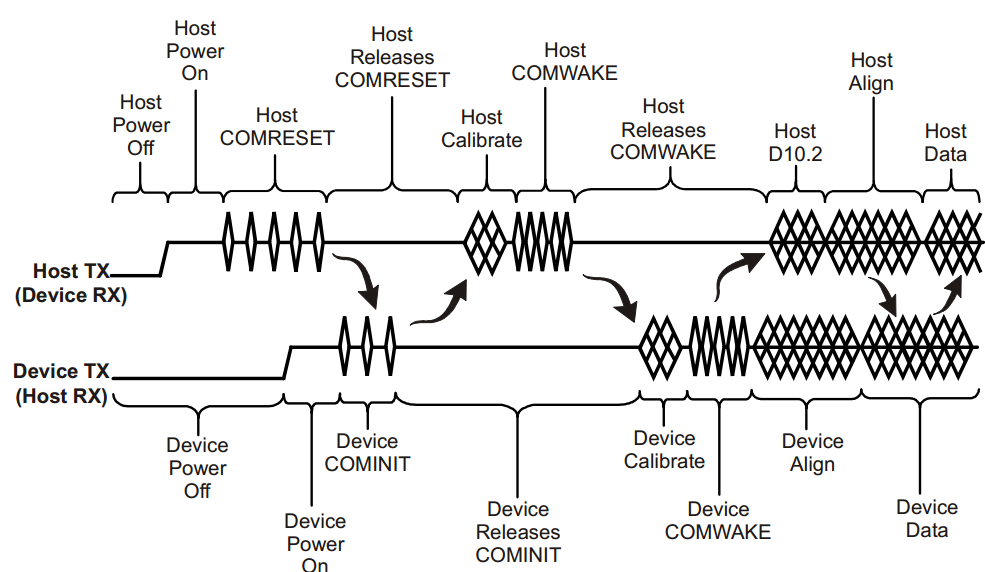 Host
Power
Off
Host
Power
On
Host
COMRESET
Host
Releases
COMRESET
Host
Calibrate
Host
COMWAKE
Host
Releases
COMWAKE
Host
D10.2
Host
Align
Host
Data
Host TX
(Device RX)
Device TX
(Host RX)
Device
Power
Off
Device
Power
On
Device
COMINIT
Device
Releases
COMINIT
Device
Calibrate
Device
COMWAKE
Device
Align
Device
Data